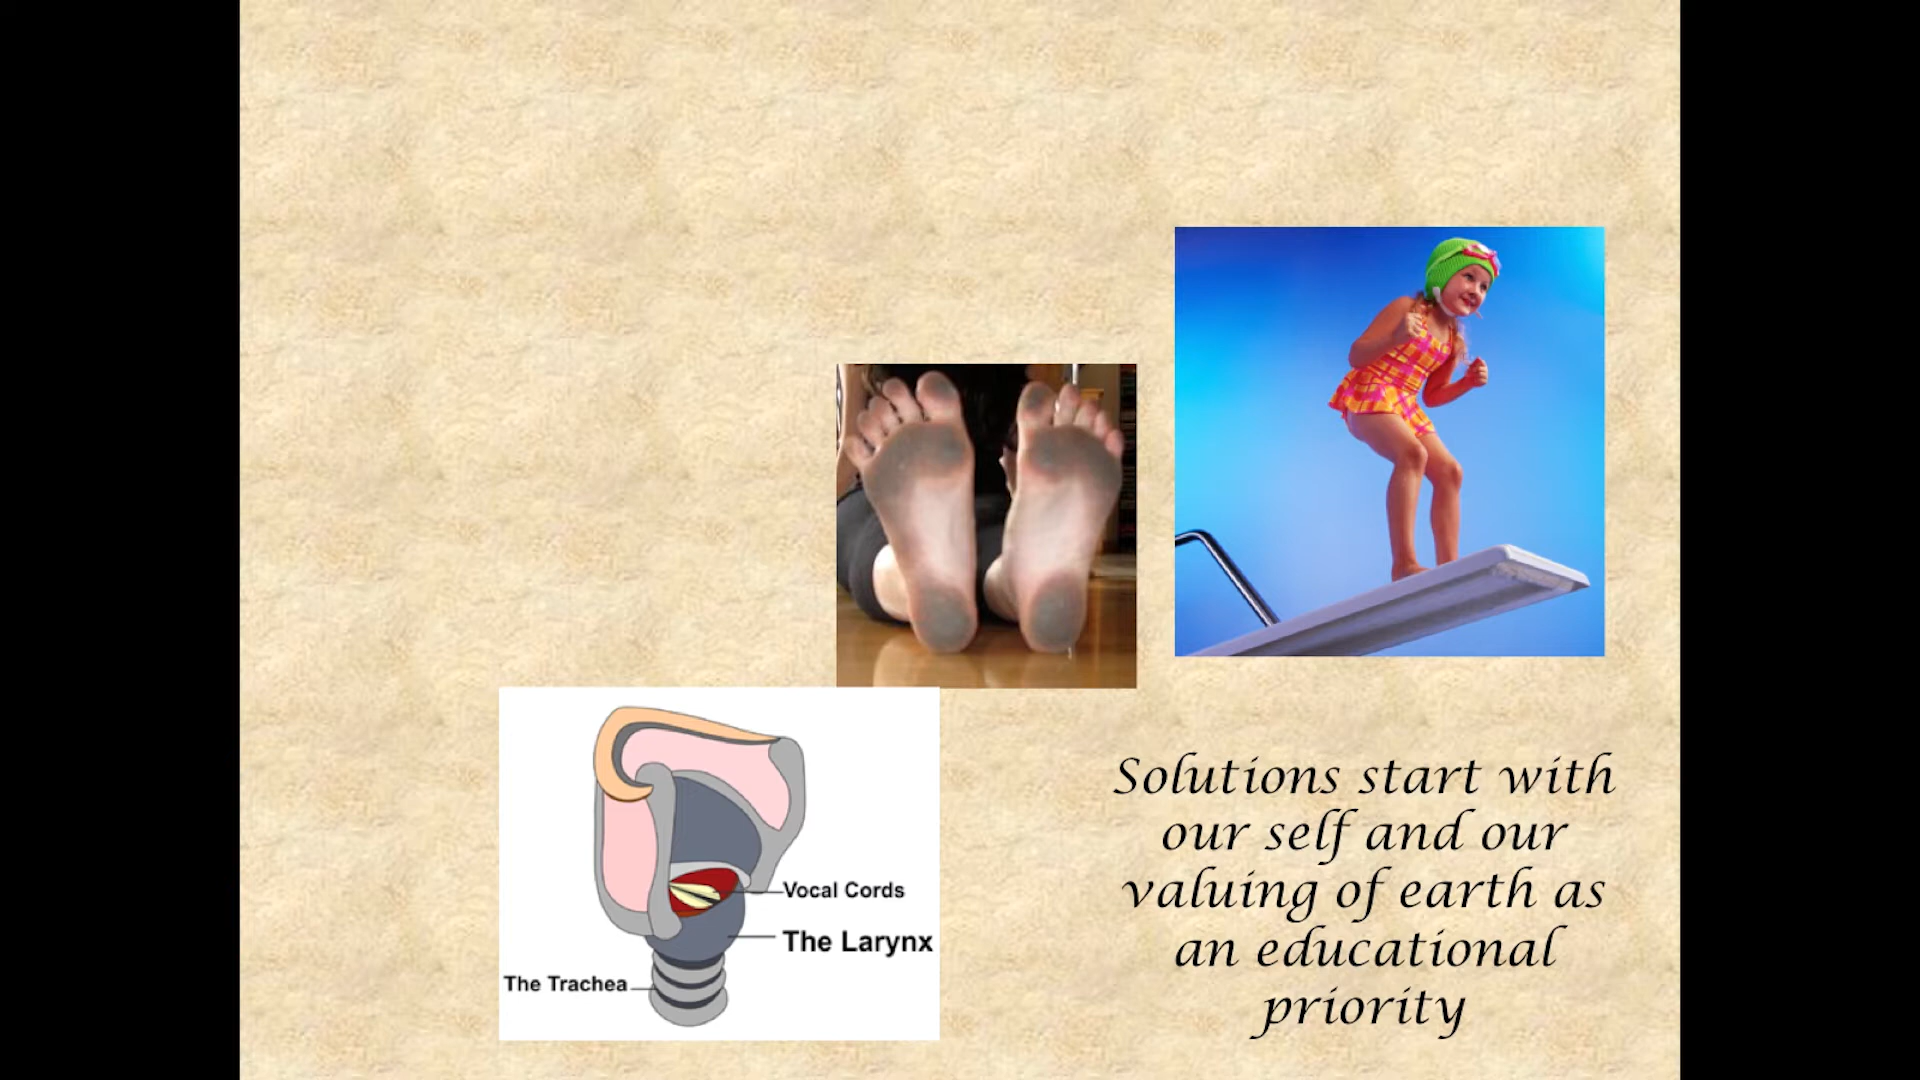 Vocal Cords
The Larynx
The Trachea
Solutions start with
our self and our
valuing of earth as
an educational
priority